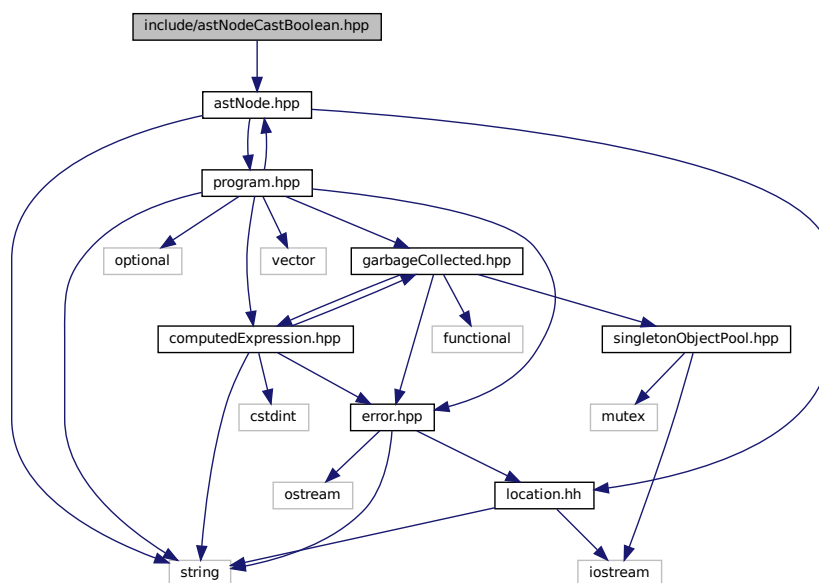 include/astNodeCastBoolean.hpp
astNode.hpp
program.hpp
optional
vector
garbageCollected.hpp
computedExpression.hpp
functional
singletonObjectPool.hpp
cstdint
error.hpp
mutex
ostream
location.hh
string
iostream